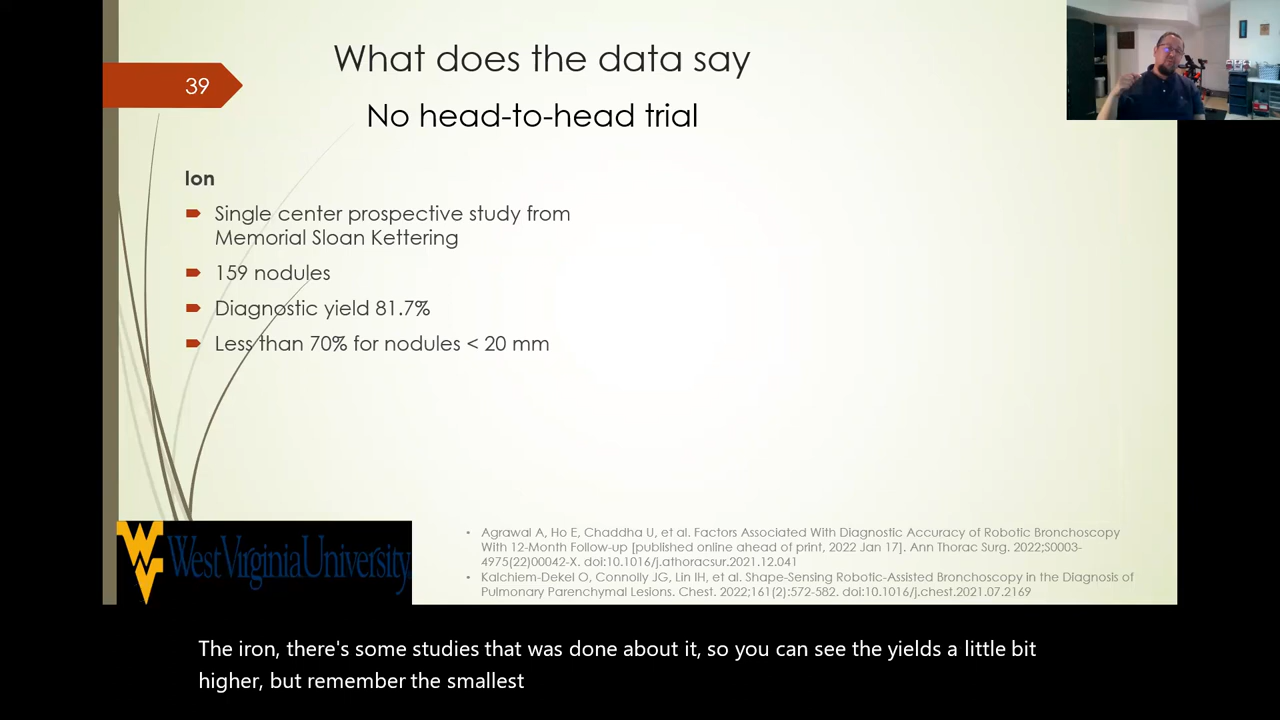 What does the data say
39
No head-to-head trial
Ion
Single center prospective study from
Memorial Sloan Kettering
159 nodules
Diagnostic yield 81.7%
Less than 70% for nodules < 20 mm
• Agrawal A, Ho E, Chaddha U, et al. Factors Associated With Diagnostic Accuracy of Robotic Bronchoscopy
With 12-Month Follow-up [published online ahead of print, 2022 Jan 17]. Ann Thorac Surg. 2022;S0003-
4975(22)00042-X. doi:10.1016/j.athoracsur.2021.12.041
• Kalchiem-Dekel O, Connolly JG, Lin IH, et al. Shape-Sensing Robotic-Assisted Bronchoscopy in the Diagnosis of
Pulmonary Parenchymal Lesions. Chest. 2022;161(2):572-582. doi:10.1016/j.chest.2021.07.2169
WestVirginiaUniversity
The iron, there's some studies that was done about it, so you can see the yields a little bit
higher, but remember the smallest